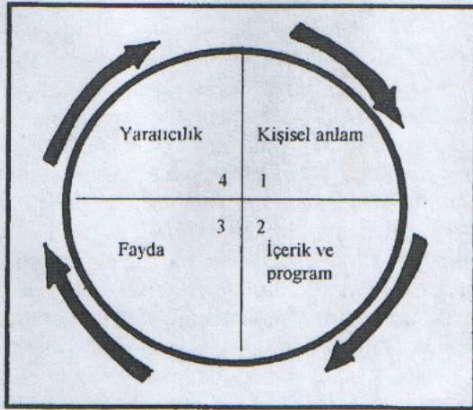 Yaratıcılık
Kişisel anlam
4
1
3
2
Fayda
İçerik ve
program